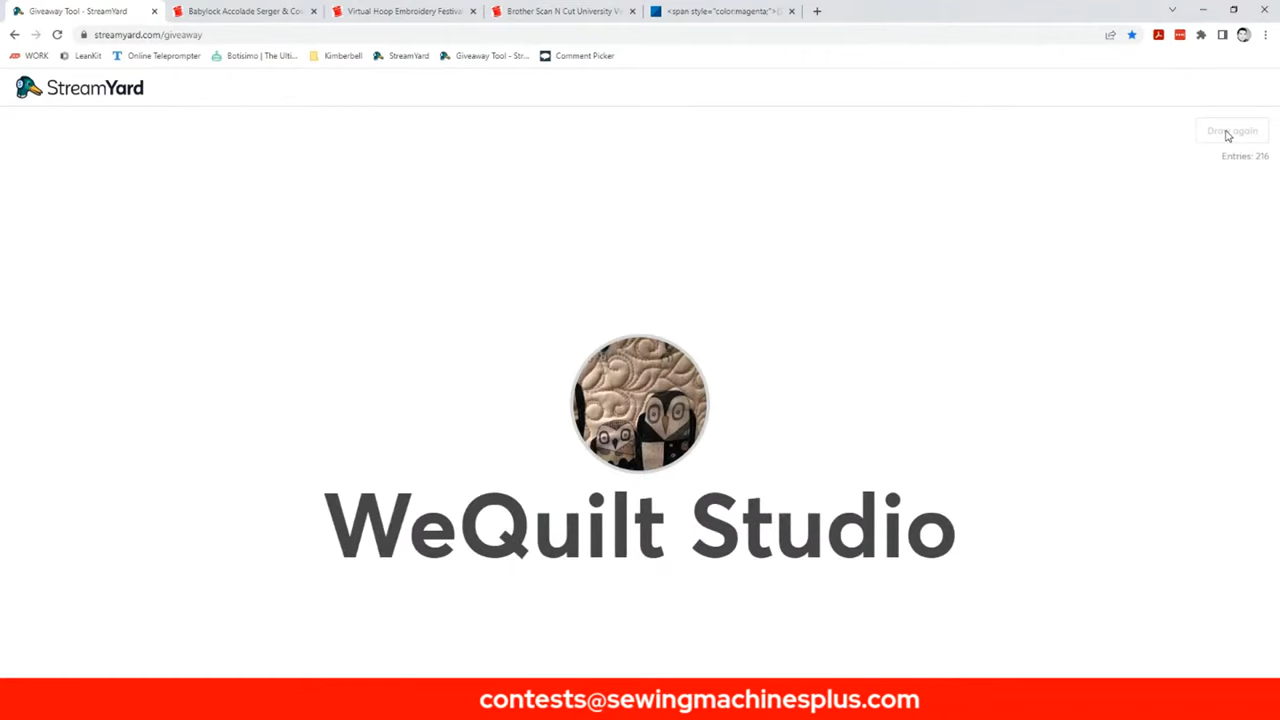 Giveaway Tool - StreamYard
Babylock Accolade Serger & Co
Virtual Hoop Embroidery Festiva
Brother Scan N Cut University V
<span style="color:magenta;">[S
streamyard.com/giveaway
WORK
LeanKit
Online Teleprompter
Botisimo | The Ulti...
Kimberbell
StreamYard
Giveaway Tool - Str...
Comment Picker
StreamYard
Draw again
Entries: 216
WeQuilt Studio
contests@sewingmachinesplus.com